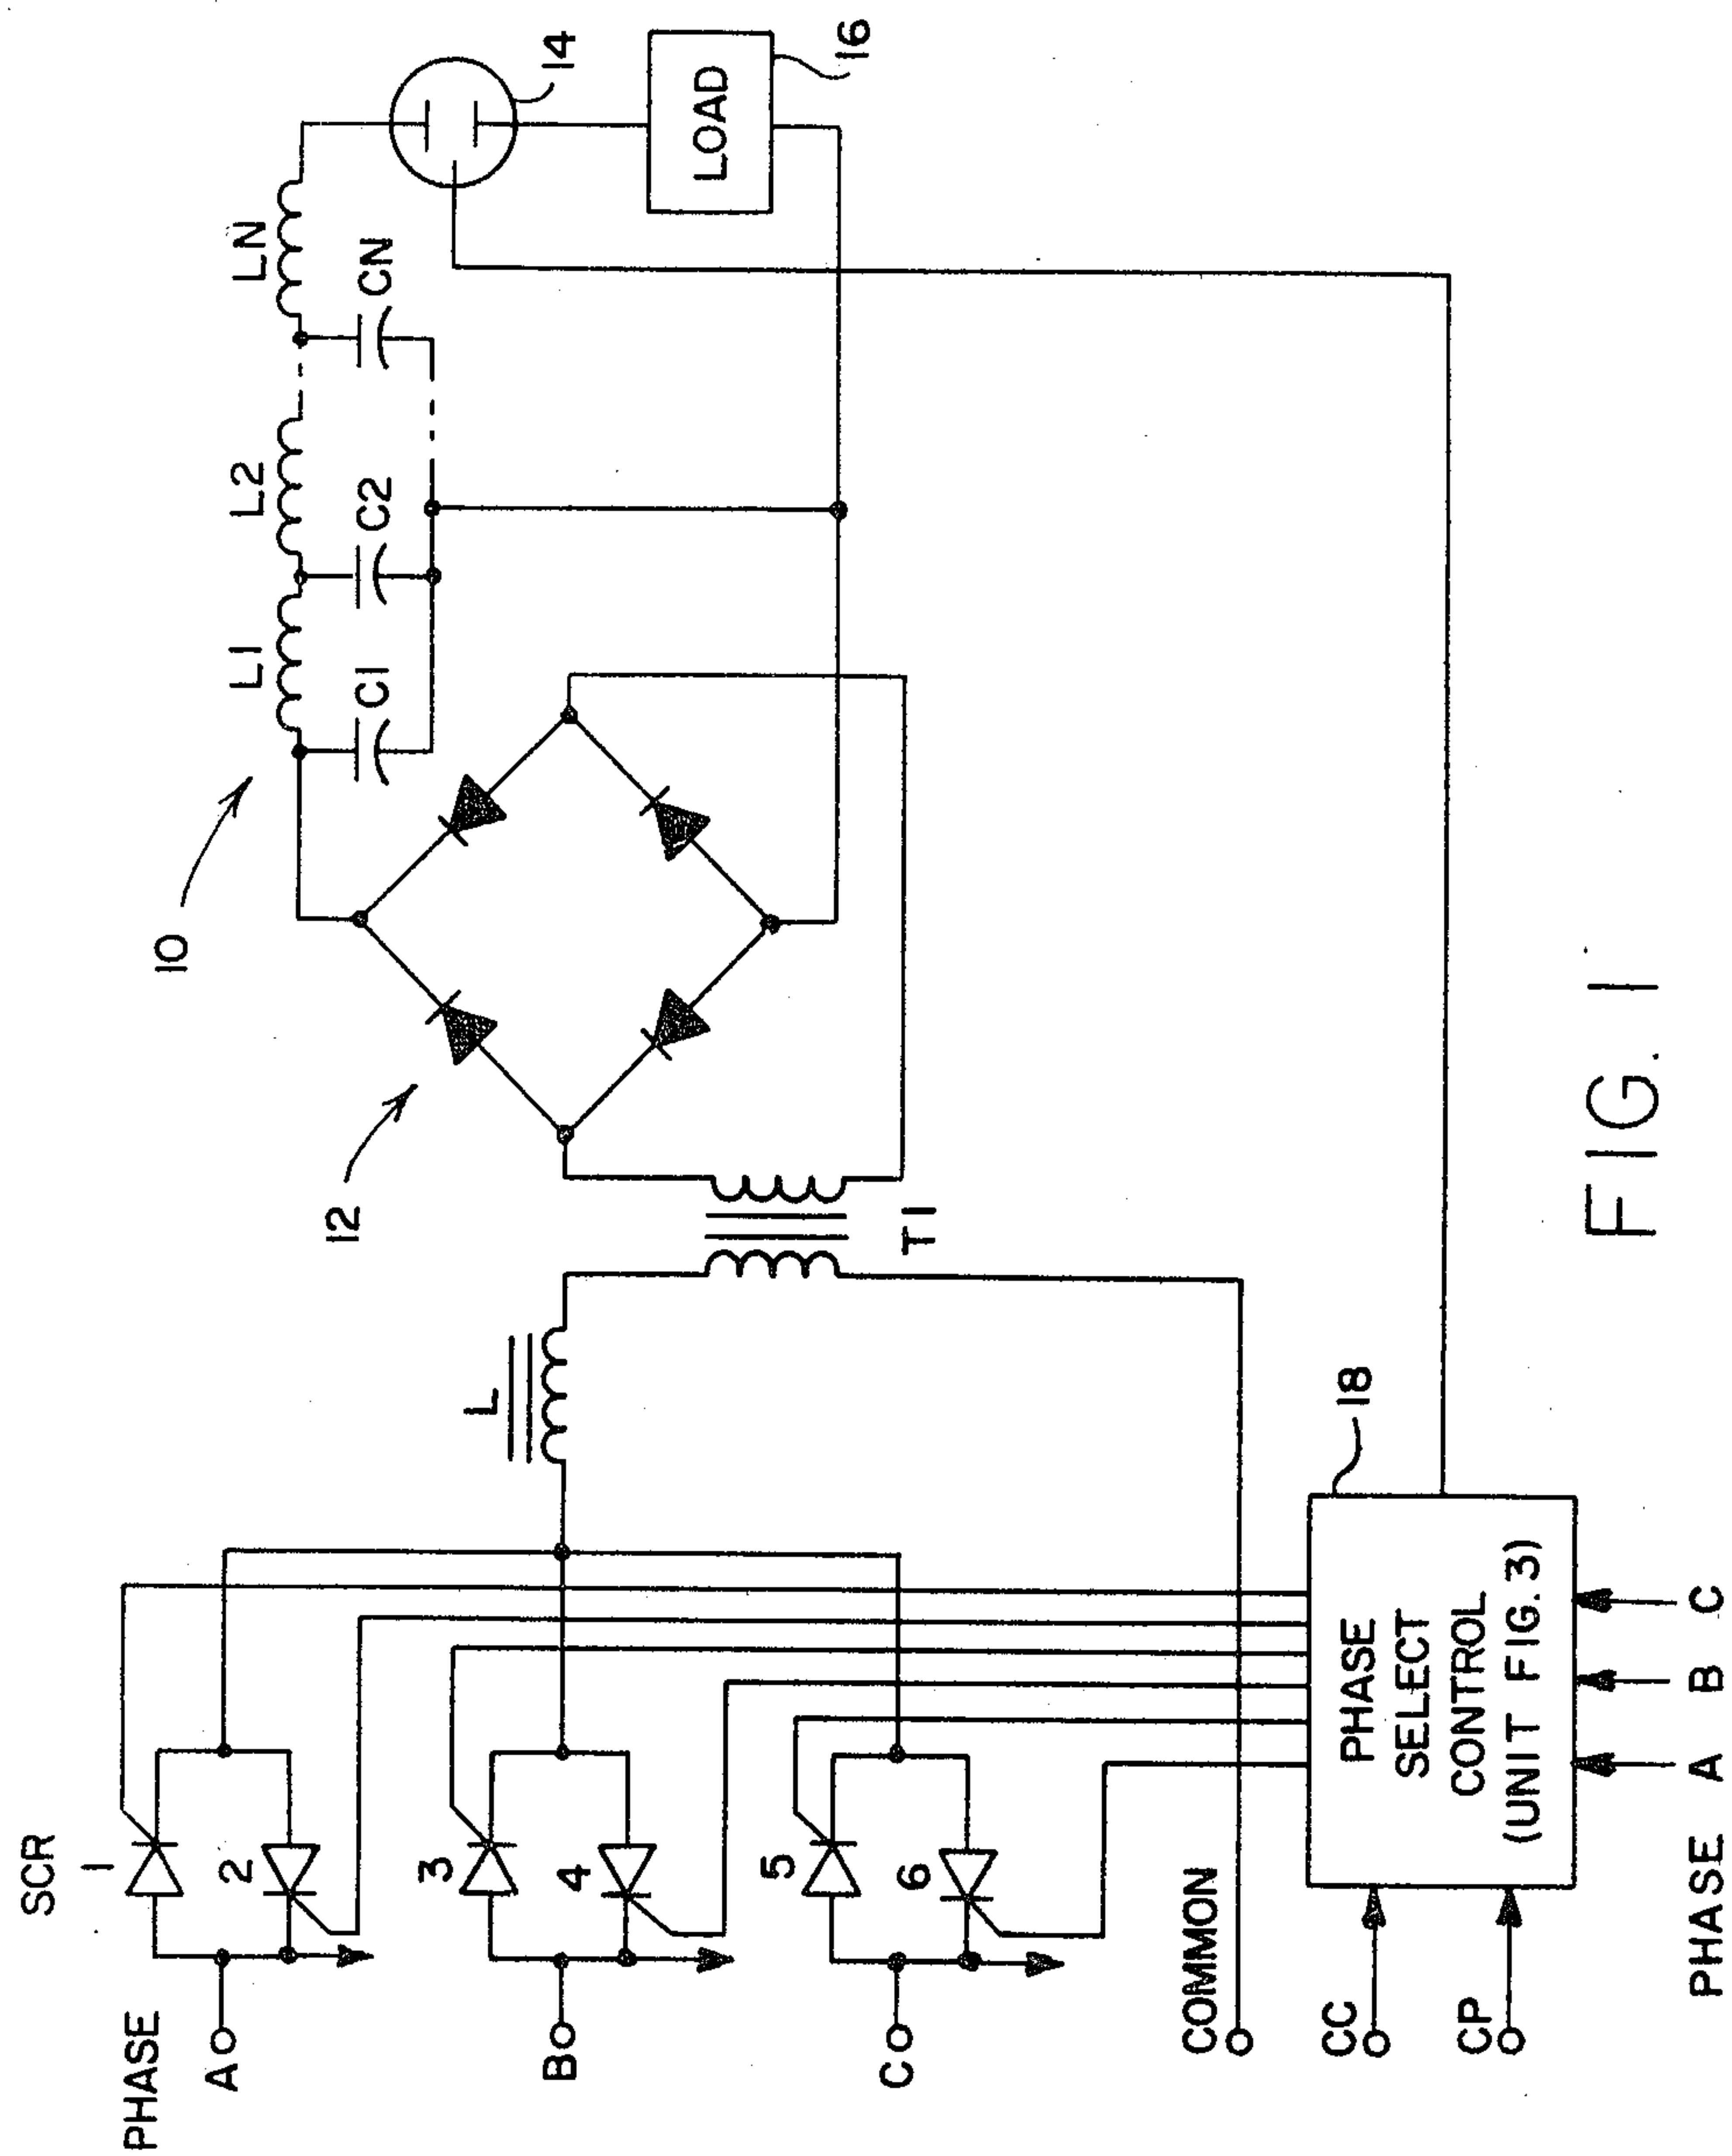 SCR
PHASE
1
2
A
3
4
B
5
6
C
COMMON
CC
CP
L
T1
12
10
L1
L2
LN
C1
C2
CN
14
LOAD
16
18
PHASE
SELECT
CONTROL
(UNIT FIG. 3)
PHASE A B C
FIG. 1